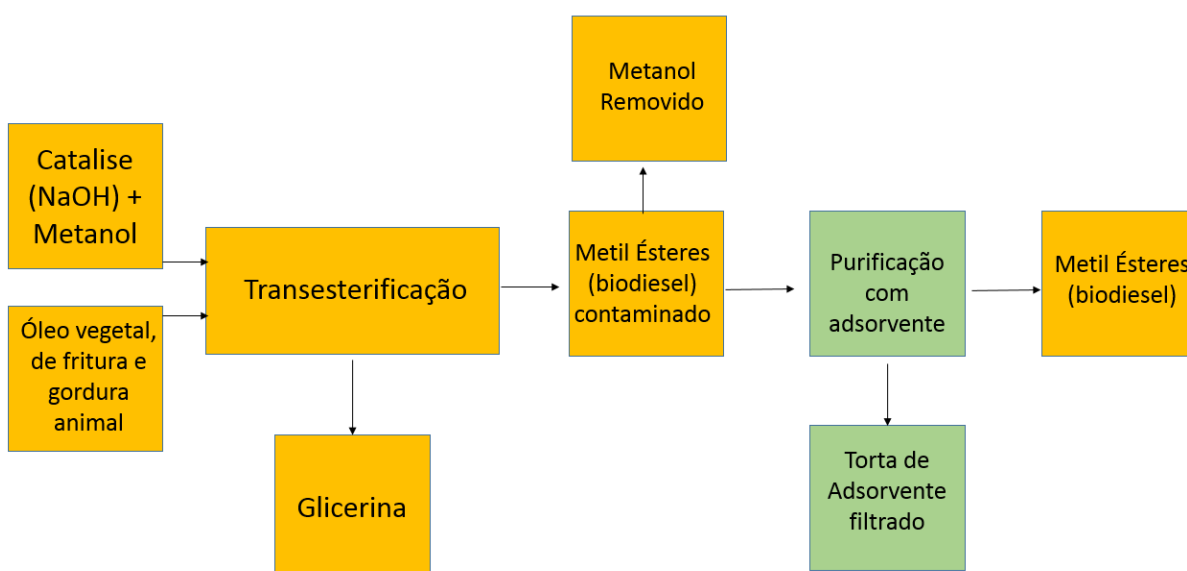 Catalise
(NaOH) +
Metanol
Óleo vegetal,
de fritura e
gordura
animal
Transesterificação
Glicerina
Metanol
Removido
Metil Ésteres
(biodiesel)
contaminado
Purificação
com
adsorvente
Torta de
Adsorvente
filtrado
Metil Ésteres
(biodiesel)